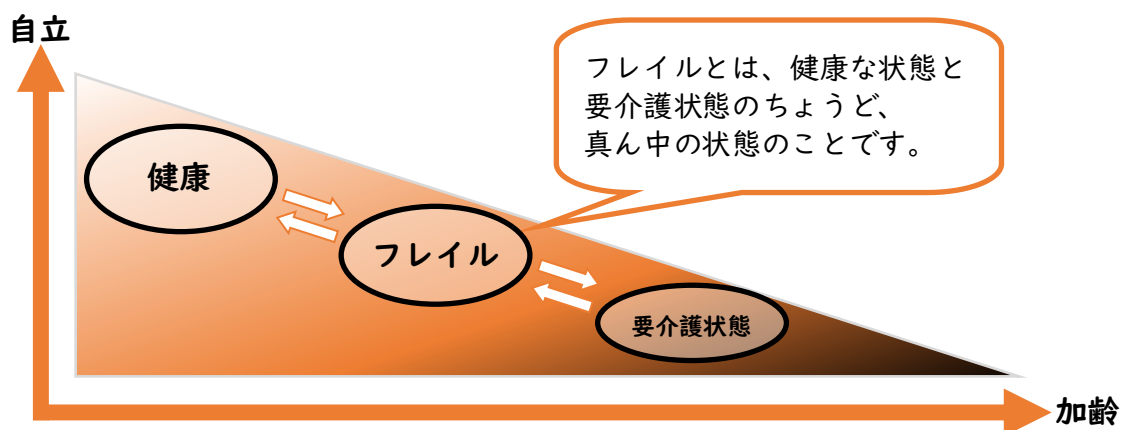 自立
フレイルとは、健康な状態と
要介護状態のちょうど、
真ん中の状態のことです。
健康
フレイル
要介護状態
加齢